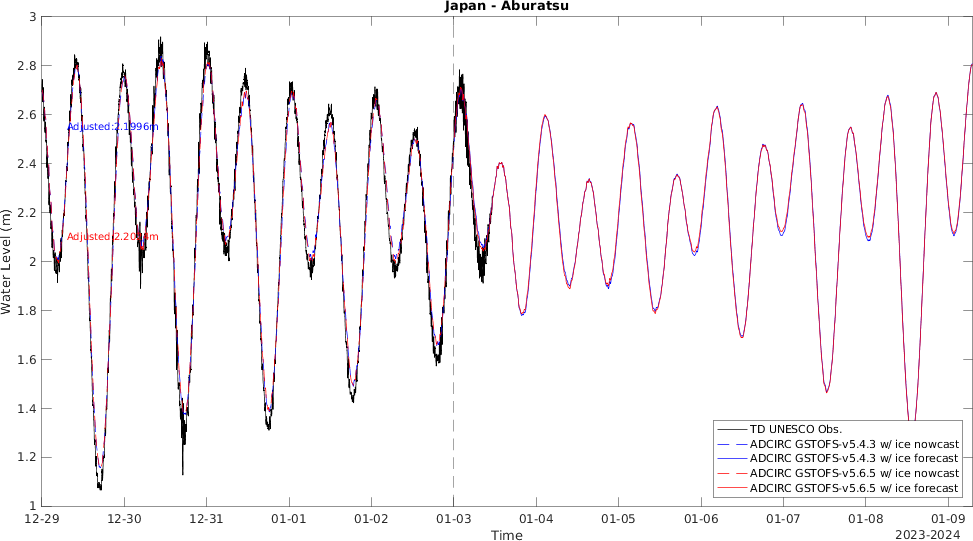 Japan - Aburatsu
Water Level (m)
3
2.8
2.6
2.4
2.2
2
1.8
1.6
1.4
1.2
1
Adjusted:2.1996m
TD UNESCO Obs.
ADCIRC GSTOFS-v5.4.3 w/ ice nowcast
ADCIRC GSTOFS-v5.4.3 w/ ice forecast
ADCIRC GSTOFS-v5.6.5 w/ ice nowcast
ADCIRC GSTOFS-v5.6.5 w/ ice forecast
12-29 12-30 12-31 01-01 01-02 01-03 01-04 01-05 01-06 01-07 01-08 01-09
Time
2023-2024